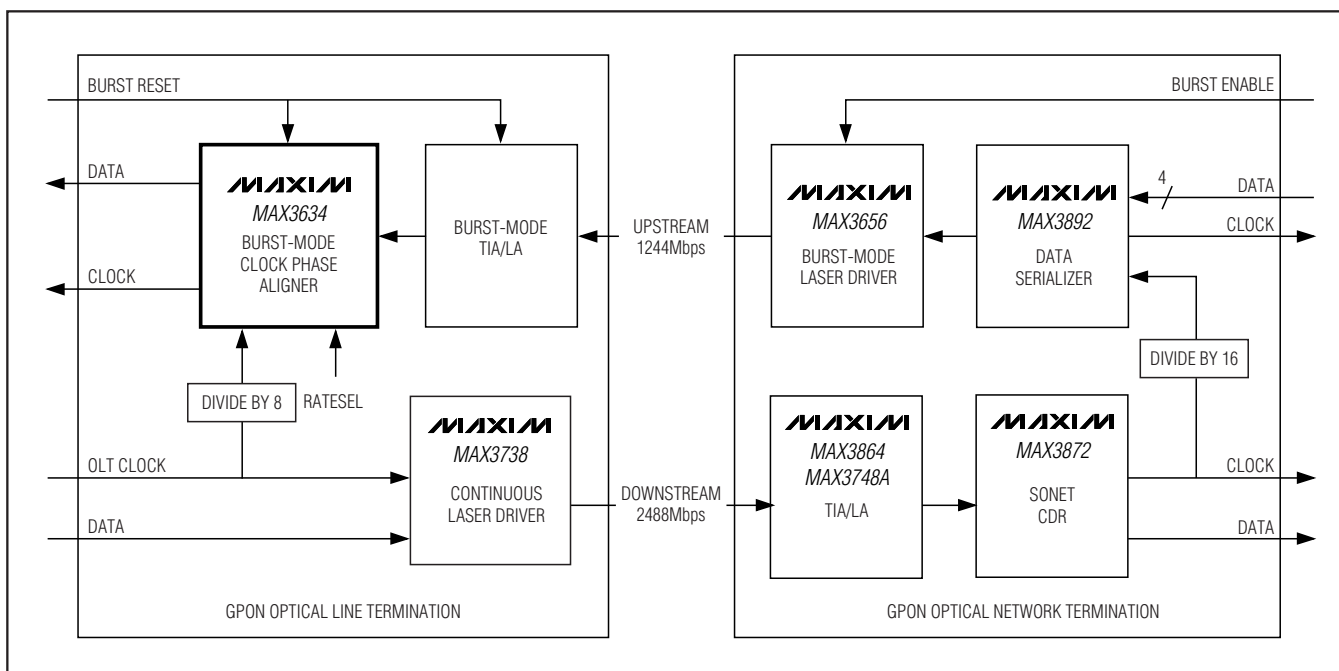 BURST RESET
DATA
CLOCK
MAXIM
MAX3634
BURST-MODE
CLOCK PHASE
ALIGNER
BURST-MODE
TIA/LA
DIVIDE BY 8
RATESEL
OLT CLOCK
DATA
MAXIM
MAX3738
CONTINUOUS
LASER DRIVER
GPON OPTICAL LINE TERMINATION
UPSTREAM
1244Mbps
DOWNSTREAM
2488Mbps
BURST ENABLE
MAXIM
MAX3656
BURST-MODE
LASER DRIVER
MAXIM
MAX3892
DATA
SERIALIZER
4
DATA
CLOCK
DIVIDE BY 16
MAXIM
MAX3864
MAX3748A
TIA/LA
MAXIM
MAX3872
SONET
CDR
CLOCK
DATA
GPON OPTICAL NETWORK TERMINATION